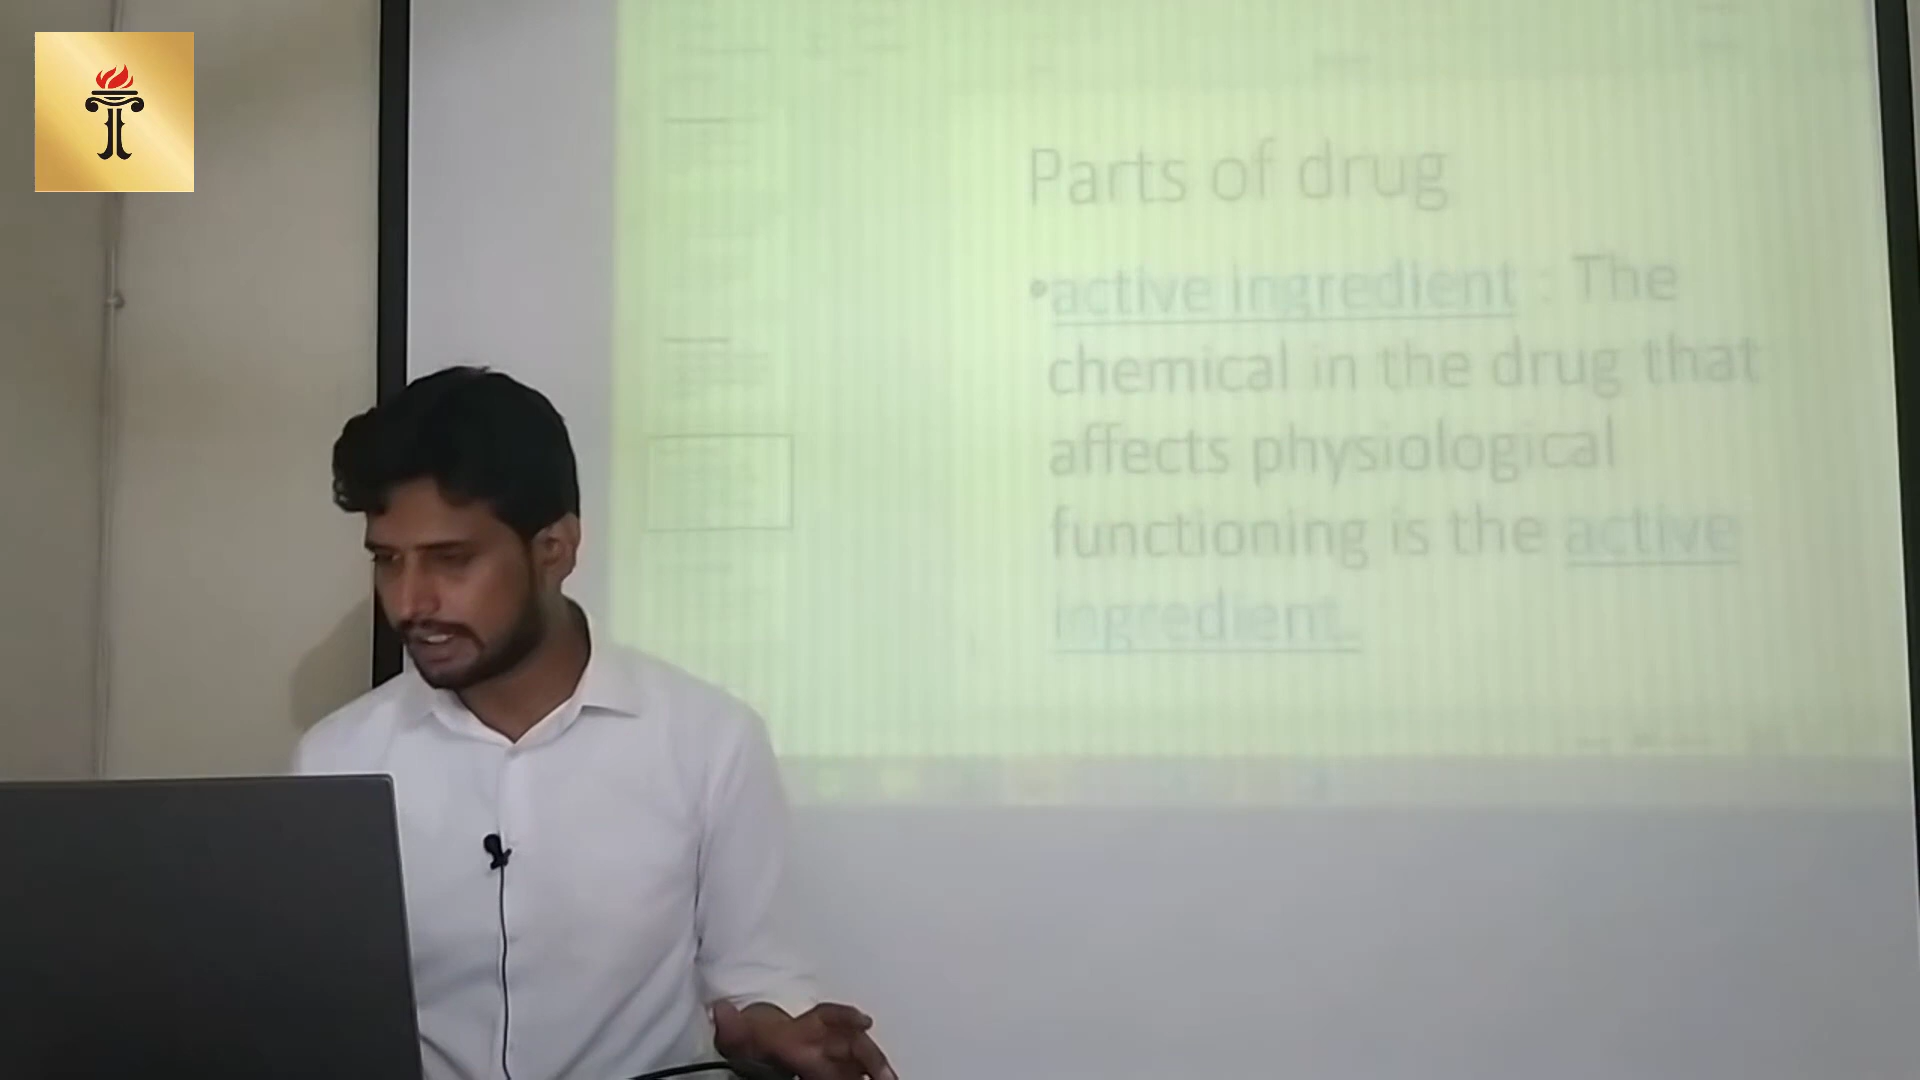 Parts of drug
•active ingredient : The
chemical in the drug that
affects physiological
functioning is the active
ingredient.